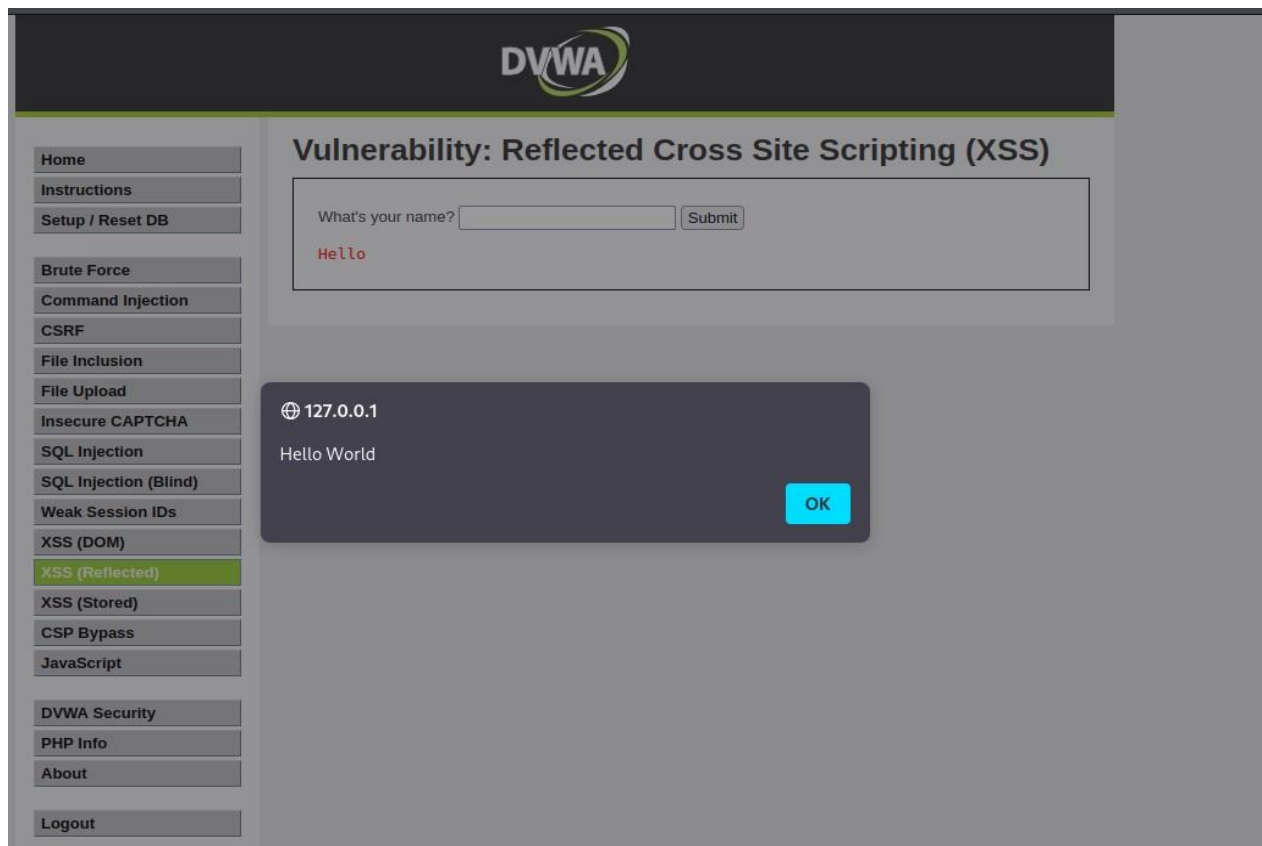 DVWA
Home
Instructions
Setup / Reset DB
Brute Force
Command Injection
CSRF
File Inclusion
File Upload
Insecure CAPTCHA
SQL Injection
SQL Injection (Blind)
Weak Session IDs
XSS (DOM)
XSS (Reflected)
XSS (Stored)
CSP Bypass
JavaScript
DVWA Security
PHP Info
About
Logout
Vulnerability: Reflected Cross Site Scripting (XSS)
What's your name? Submit
Hello
127.0.0.1
Hello World
OK